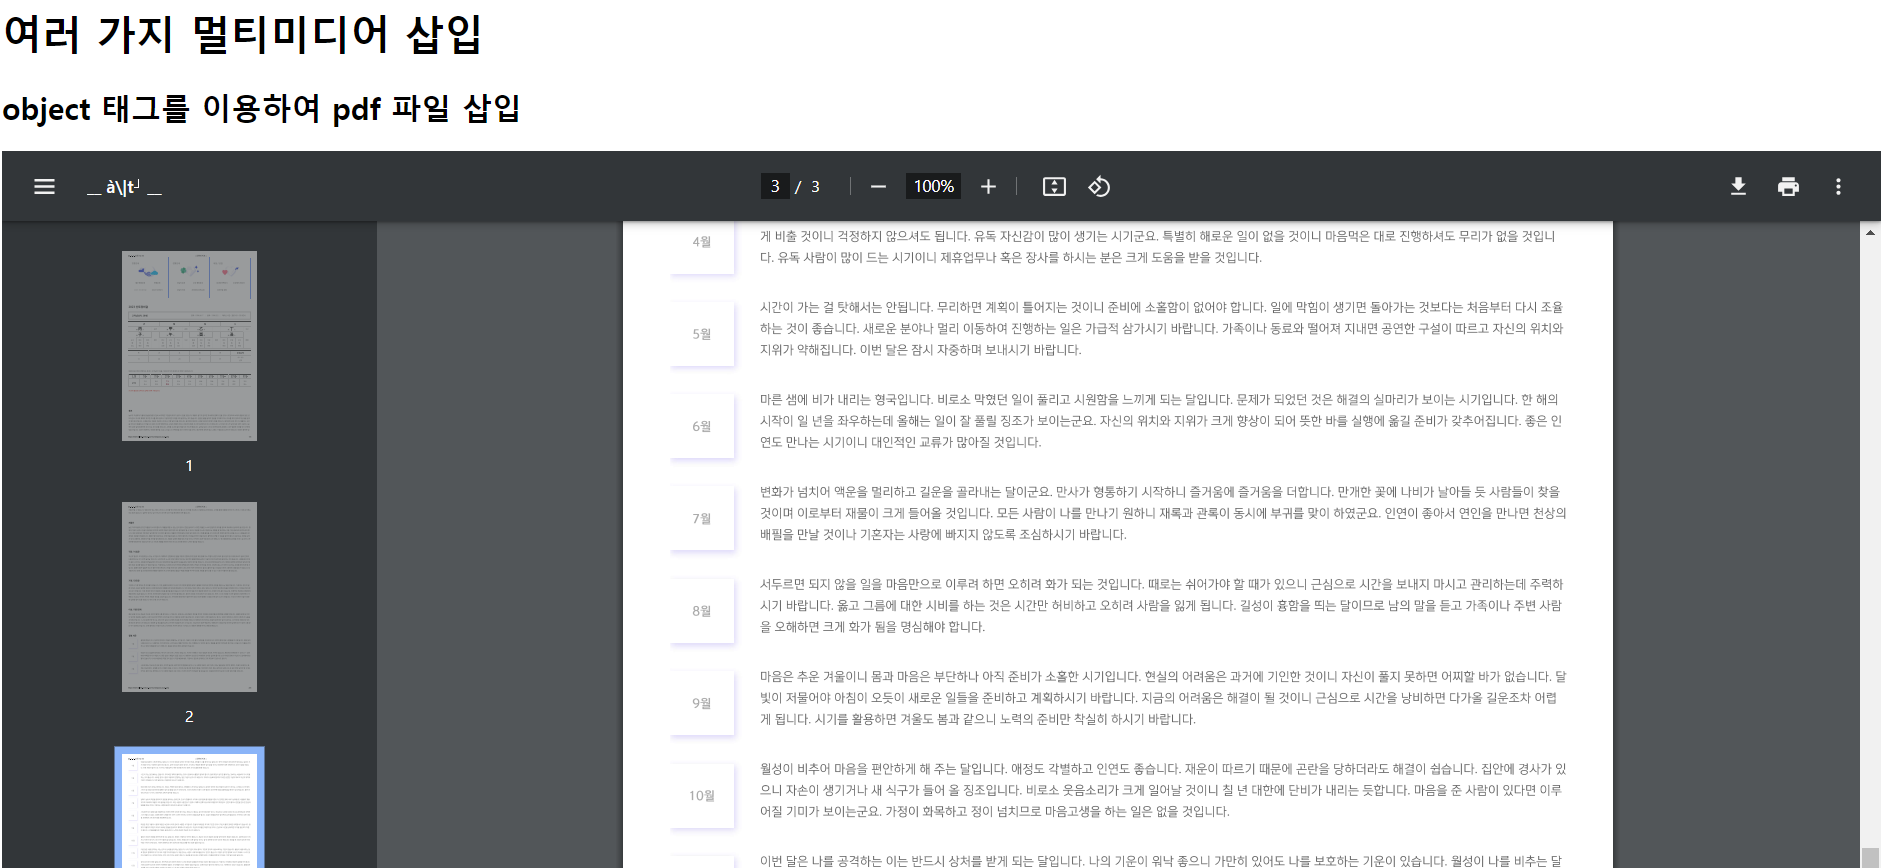 여러 가지 멀티미디어 삽입
object 태그를 이용하여 pdf 파일 삽입
__ à\|t┘ __
3 / 3
100%
1
2
4월
게 비출 것이니 걱정하지 않으셔도 됩니다. 유독 자신감이 많이 생기는 시기군요. 특별히 해로운 일이 없을 것이니 마음먹은 대로 진행하셔도 무리가 없을 것입니
다. 유독 사람이 많이 드는 시기이니 제휴업무나 혹은 장사를 하시는 분은 크게 도움을 받을 것입니다.
5월
시간이 가는 걸 탓해서는 안됩니다. 무리하면 계획이 틀어지는 것이니 준비에 소홀함이 없어야 합니다. 일에 막힘이 생기면 돌아가는 것보다는 처음부터 다시 조율
하는 것이 좋습니다. 새로운 분야나 멀리 이동하여 진행하는 일은 가급적 삼가시기 바랍니다. 가족이나 동료와 떨어져 지내면 공연한 구설이 따르고 자신의 위치와
지위가 약해집니다. 이번 달은 잠시 자중하며 보내시기 바랍니다.
6월
마른 샘에 비가 내리는 형국입니다. 비로소 막혔던 일이 풀리고 시원함을 느끼게 되는 달입니다. 문제가 되었던 것은 해결의 실마리가 보이는 시기입니다. 한 해의
시작이 일 년을 좌우하는데 올해는 일이 잘 풀릴 징조가 보이는군요. 자신의 위치와 지위가 크게 향상이 되어 뜻한 바를 실행에 옮길 준비가 갖추어집니다. 좋은 인
연도 만나는 시기이니 대인적인 교류가 많아질 것입니다.
7월
변화가 넘치어 액운을 멀리하고 길운을 골라내는 달이군요. 만사가 형통하기 시작하니 즐거움에 즐거움을 더합니다. 만개한 꽃에 나비가 날아들 듯 사람들이 찾을
것이며 이로부터 재물이 크게 들어올 것입니다. 모든 사람이 나를 만나기 원하니 재록과 관록이 동시에 부귀를 맞이 하였군요. 인연이 좋아서 연인을 만나면 천상의
배필을 만날 것이나 기혼자는 사랑에 빠지지 않도록 조심하시기 바랍니다.
8월
서두르면 되지 않을 일을 마음만으로 이루려 하면 오히려 화가 되는 것입니다. 때로는 쉬어가야 할 때가 있으니 근심으로 시간을 보내지 마시고 관리하는데 주력하
시기 바랍니다. 옳고 그름에 대한 시비를 하는 것은 시간만 허비하고 오히려 사람을 잃게 됩니다. 길성이 흉함을 띄는 달이므로 남의 말을 듣고 가족이나 주변 사람
을 오해하면 크게 화가 됨을 명심해야 합니다.
9월
마음은 추운 겨울이니 몸과 마음은 부단하나 아직 준비가 소홀한 시기입니다. 현실의 어려움은 과거에 기인한 것이니 자신이 풀지 못하면 어찌할 바가 없습니다. 달
빛이 저물어야 아침이 오듯이 새로운 일들을 준비하고 계획하시기 바랍니다. 지금의 어려움은 해결이 될 것이니 근심으로 시간을 낭비하면 다가올 길운조차 어렵
게 됩니다. 시기를 활용하면 겨울도 봄과 같으니 노력의 준비만 착실히 하시기 바랍니다.
10월
월성이 비추어 마음을 편안하게 해 주는 달입니다. 애정도 각별하고 인연도 좋습니다. 재운이 따르기 때문에 곤란을 당하더라도 해결이 쉽습니다. 집안에 경사가 있
으니 자손이 생기거나 새 식구가 들어 올 징조입니다. 비로소 웃음소리가 크게 일어날 것이니 칠 년 대한에 단비가 내리는 듯합니다. 마음을 준 사람이 있다면 이루
어질 기미가 보이는군요. 가정이 화목하고 정이 넘치므로 마음고생을 하는 일은 없을 것입니다.
이번 달은 나를 공격하는 이는 반드시 상처를 받게 되는 달입니다. 나의 기운이 워낙 좋으니 가만히 있어도 나를 보호하는 기운이 있습니다. 월성이 나를 비추는 달